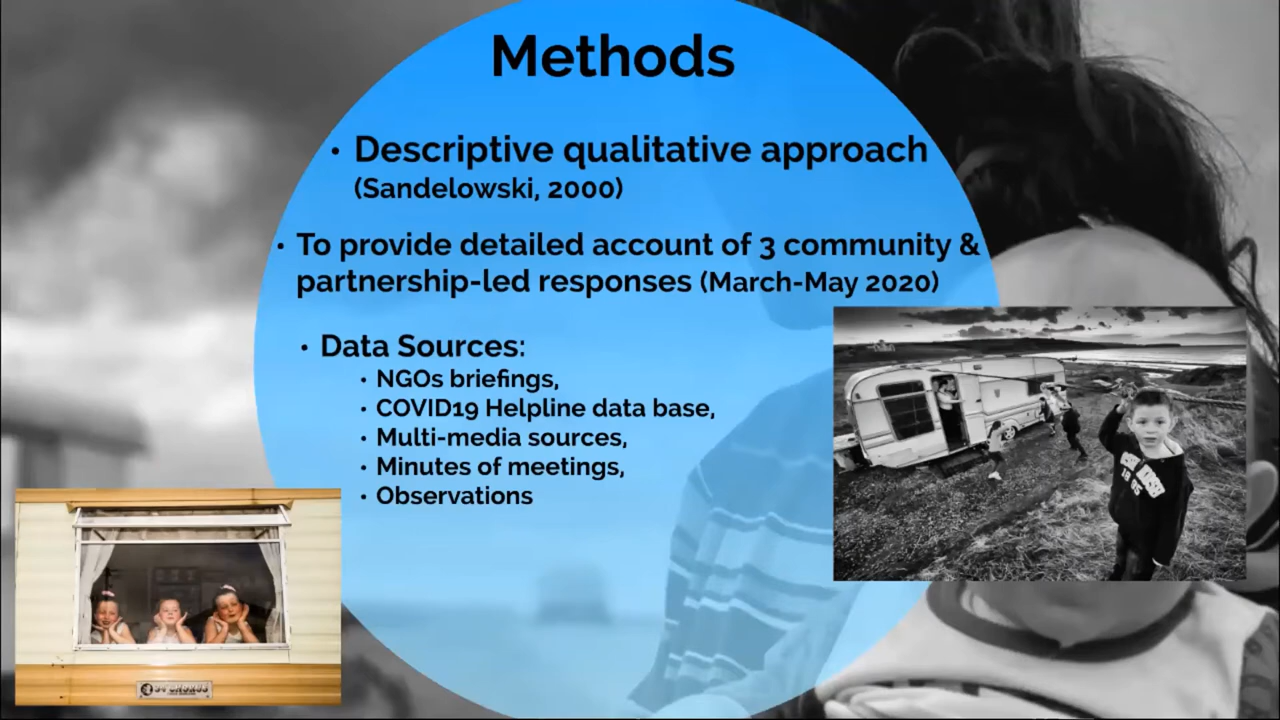 Methods
• Descriptive qualitative approach
(Sandelowski, 2000)
• To provide detailed account of 3 community &
partnership-led responses (March-May 2020)
• Data Sources:
• NGOs briefings,
• COVID19 Helpline data base,
• Multi-media sources,
• Minutes of meetings,
• Observations